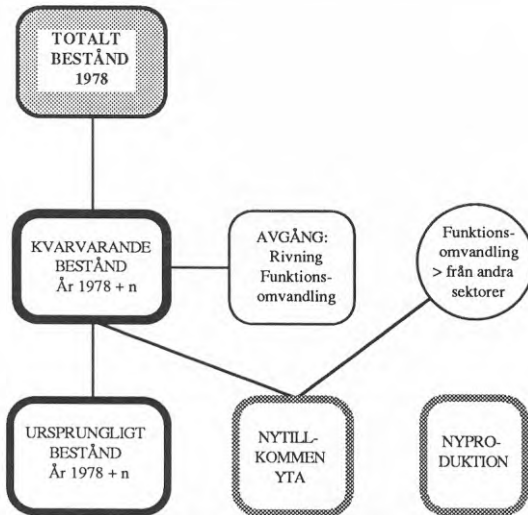 TOTALT
BESTÅND
1978
KVARVARANDE
BESTÅND
År 1978 + n
AVGÅNG:
Rivning
Funktions-
omvandling
Funktions-
omvandling
> från andra
sektorer
URSPRUNGLIGT
BESTÅND
År 1978 + n
NYTILL-
KOMMEN
YTA
NYPRO-
DUKTION